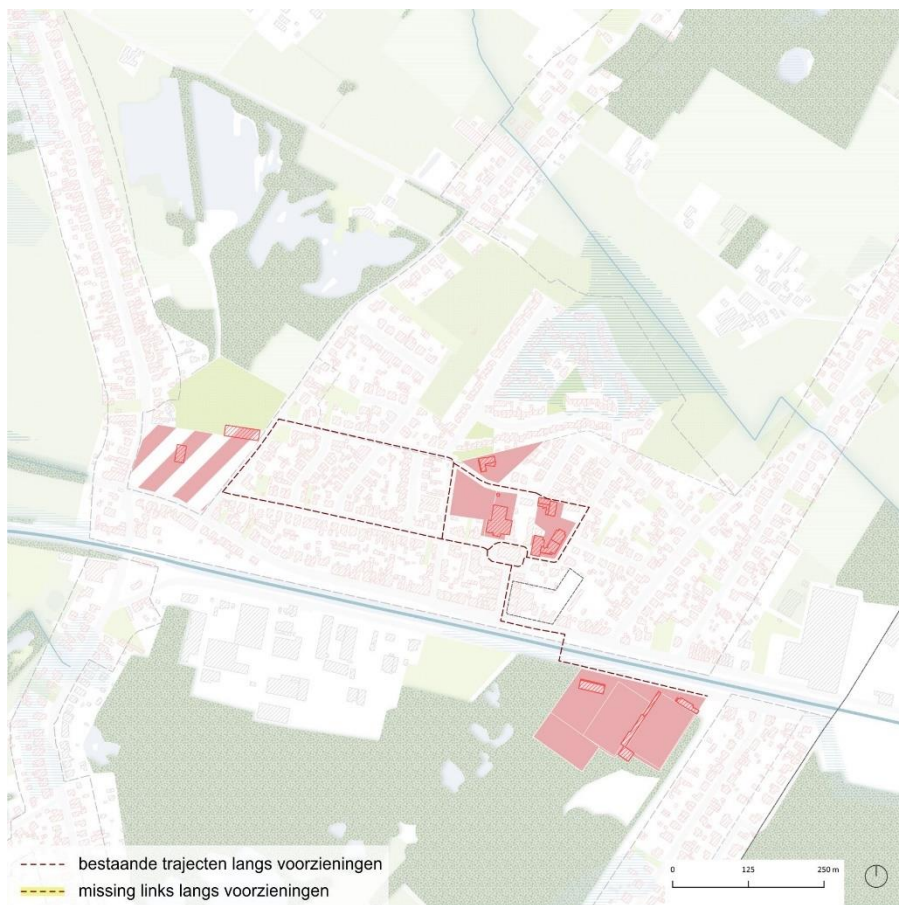 bestaande trajecten langs voorzieningen
missing links langs voorzieningen
0 125 250 m